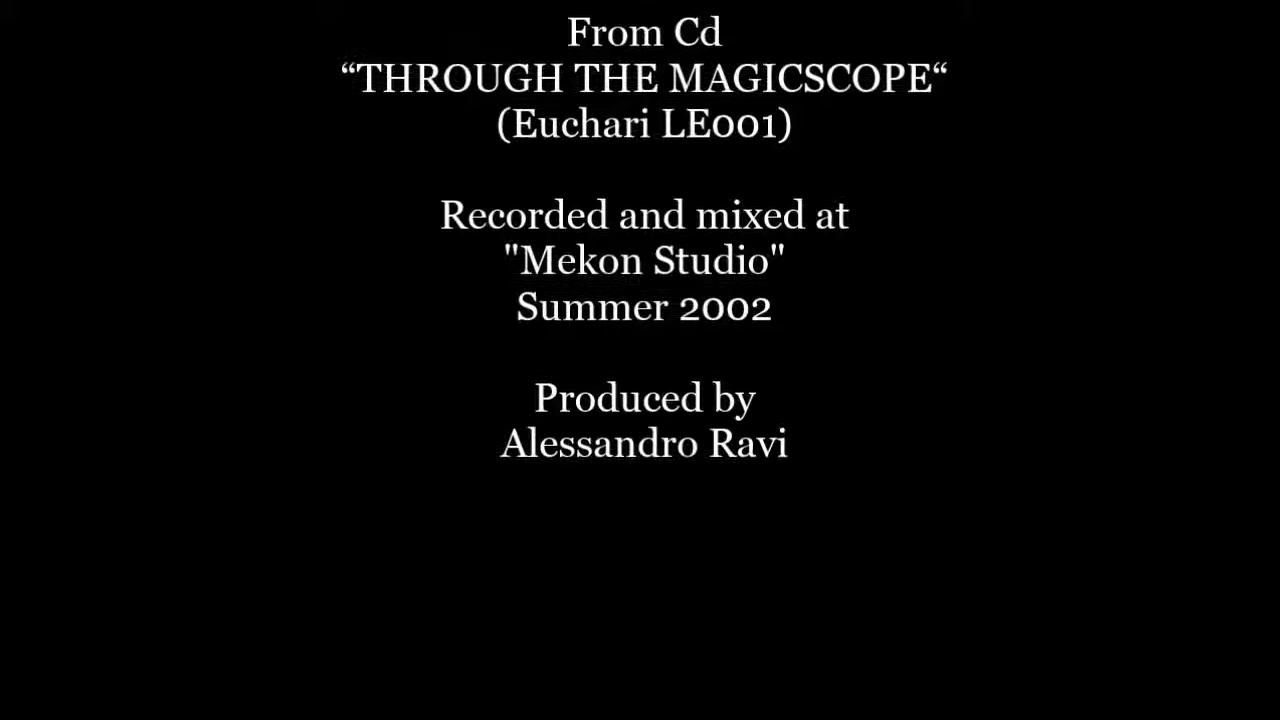 From Cd
“THROUGH THE MAGICSCOPE“
(Euchari LE001)
Recorded and mixed at
"Mekon Studio"
Summer 2002
Produced by
Alessandro Ravi